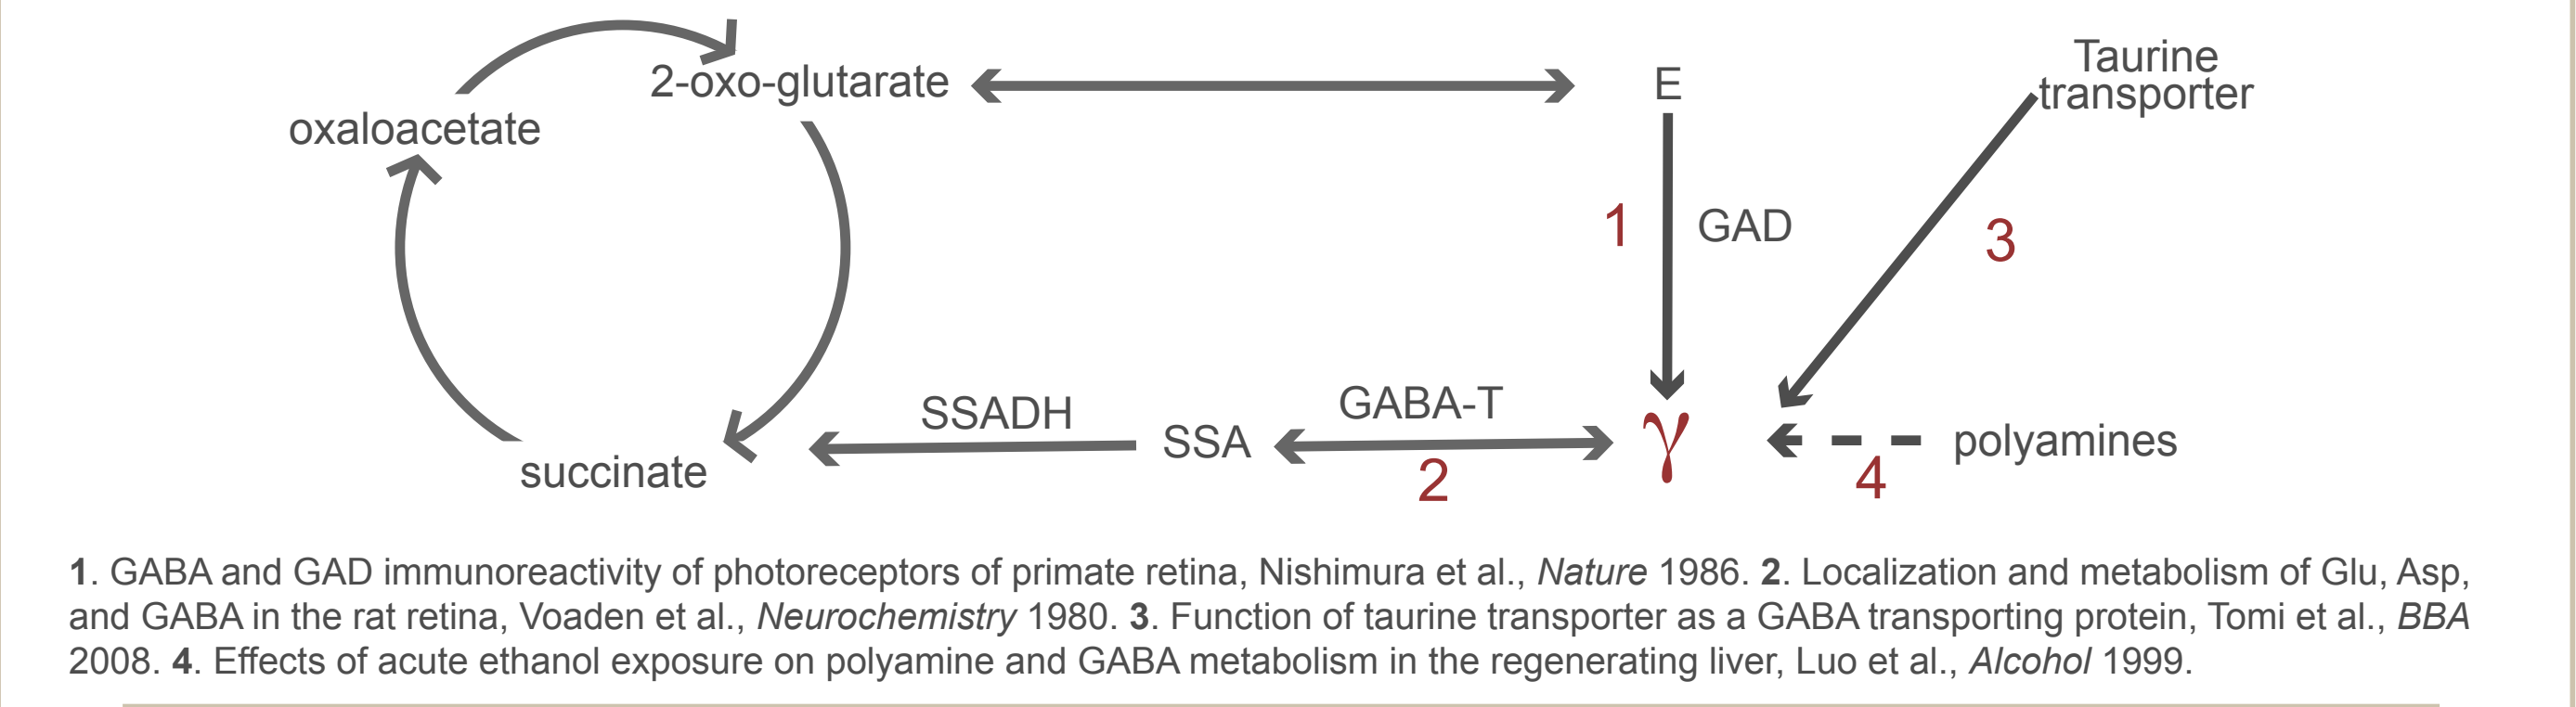 2-oxo-glutarate
E
Taurine
transporter
oxaloacetate
1
GAD
3
SSADH
SSA
GABA-T
2
γ
4
polyamines
succinate
1. GABA and GAD immunoreactivity of photoreceptors of primate retina, Nishimura et al., Nature 1986. 2. Localization and metabolism of Glu, Asp,
and GABA in the rat retina, Voaden et al., Neurochemistry 1980. 3. Function of taurine transporter as a GABA transporting protein, Tomi et al., BBA
2008. 4. Effects of acute ethanol exposure on polyamine and GABA metabolism in the regenerating liver, Luo et al., Alcohol 1999.